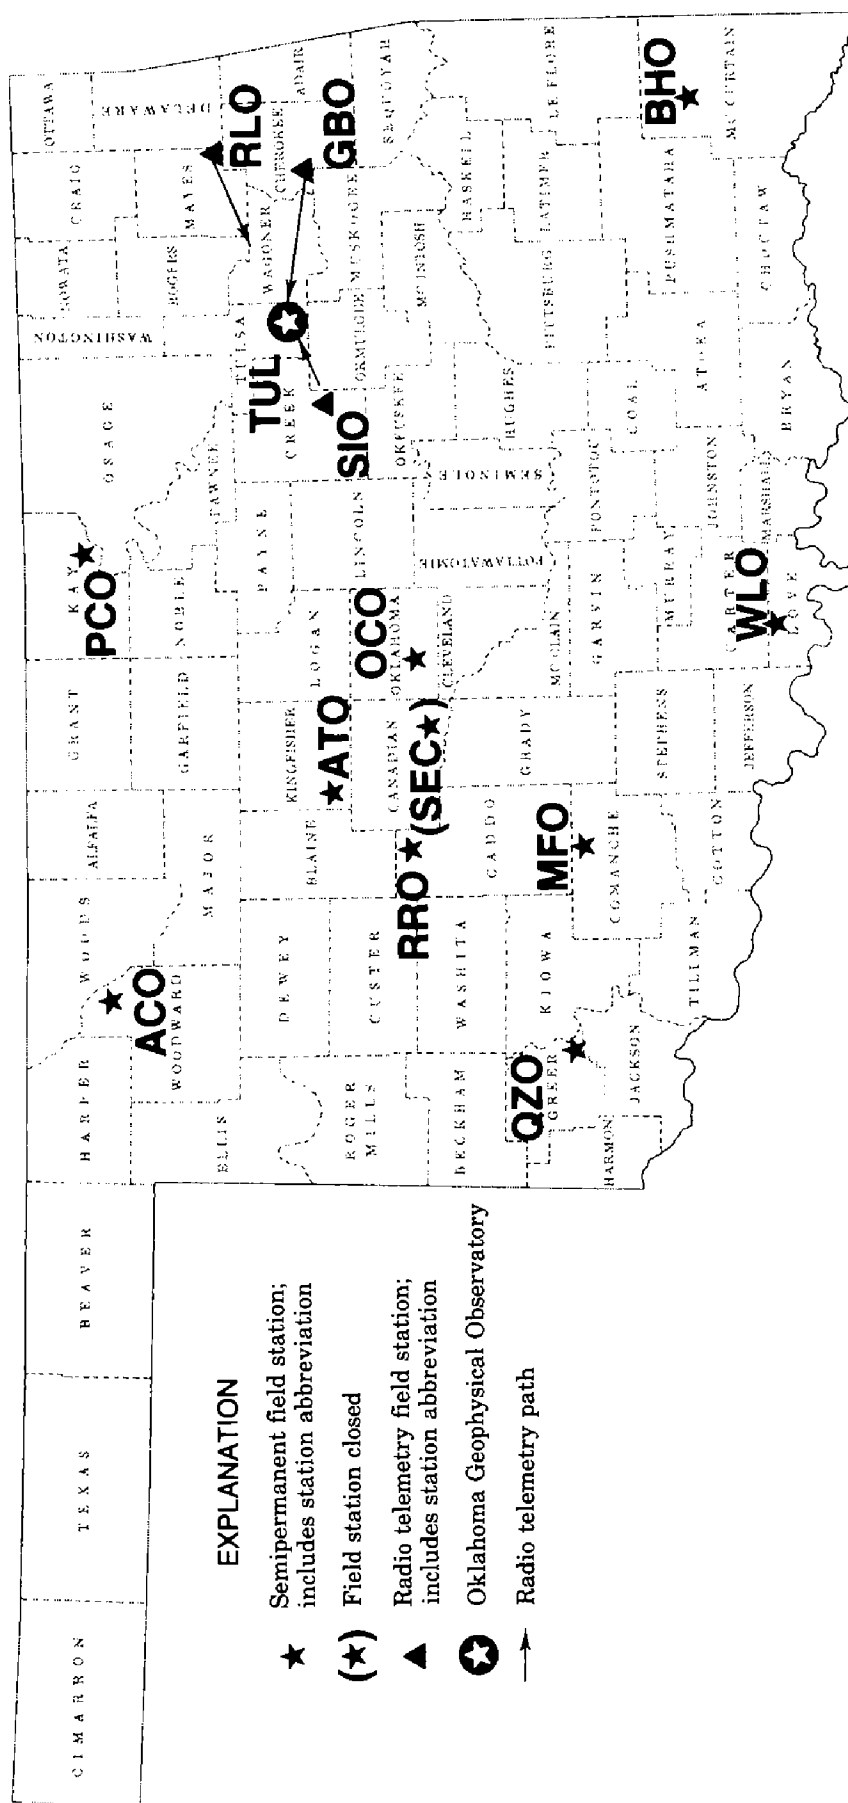 CIMARRON
TEXAS
BEAVER
HARPER
WOODS
ALFALFA
GRANT
KAY
OSAGE
WASHINGTON
NOWATA
CRAIG
OTTAWA
ELLIS
WOODWARD
MAJOR
GARFIELD
NOBLE
PAWNEE
ROGERS
MAYES
DELAWARE
ROGER
MILLS
DEWEY
BLAINE
KINGFISHER
LOGAN
PAYNE
CREEK
TULSA
WAGONER
CHEROKEE
ADAIR
CUSTER
CANADIAN
OKLAHOMA
LINCOLN
OKFUSKEE
OKMULGEE
MUSKOGEE
SEQUOYAH
BECKHAM
WASHITA
CADDO
GRADY
CLEVELAND
POTTAWATOMIE
SEMINOLE
HUGHES
MCINTOSH
HASKELL
LE FLORE
HARMON
GREER
KIOWA
COMANCHE
MC CLAIN
GARVIN
PONTOTOC
PITTSBURG
LATIMER
JACKSON
TILLMAN
COTTON
STEPHENS
MURRAY
COAL
ATOKA
PUSHMATAHA
MC CURTAIN
JEFFERSON
CARTER
JOHNSTON
LOVE
MARSHALL
BRYAN
CHOCTAW
ACO
PCO
TUL
RLO
GBO
SIO
ATO
OCO
RRO
(SEC★)
QZO
MFO
WLO
BHO
EXPLANATION
Semipermanent field station;
includes station abbreviation
Field station closed
Radio telemetry field station;
includes station abbreviation
Oklahoma Geophysical Observatory
Radio telemetry path